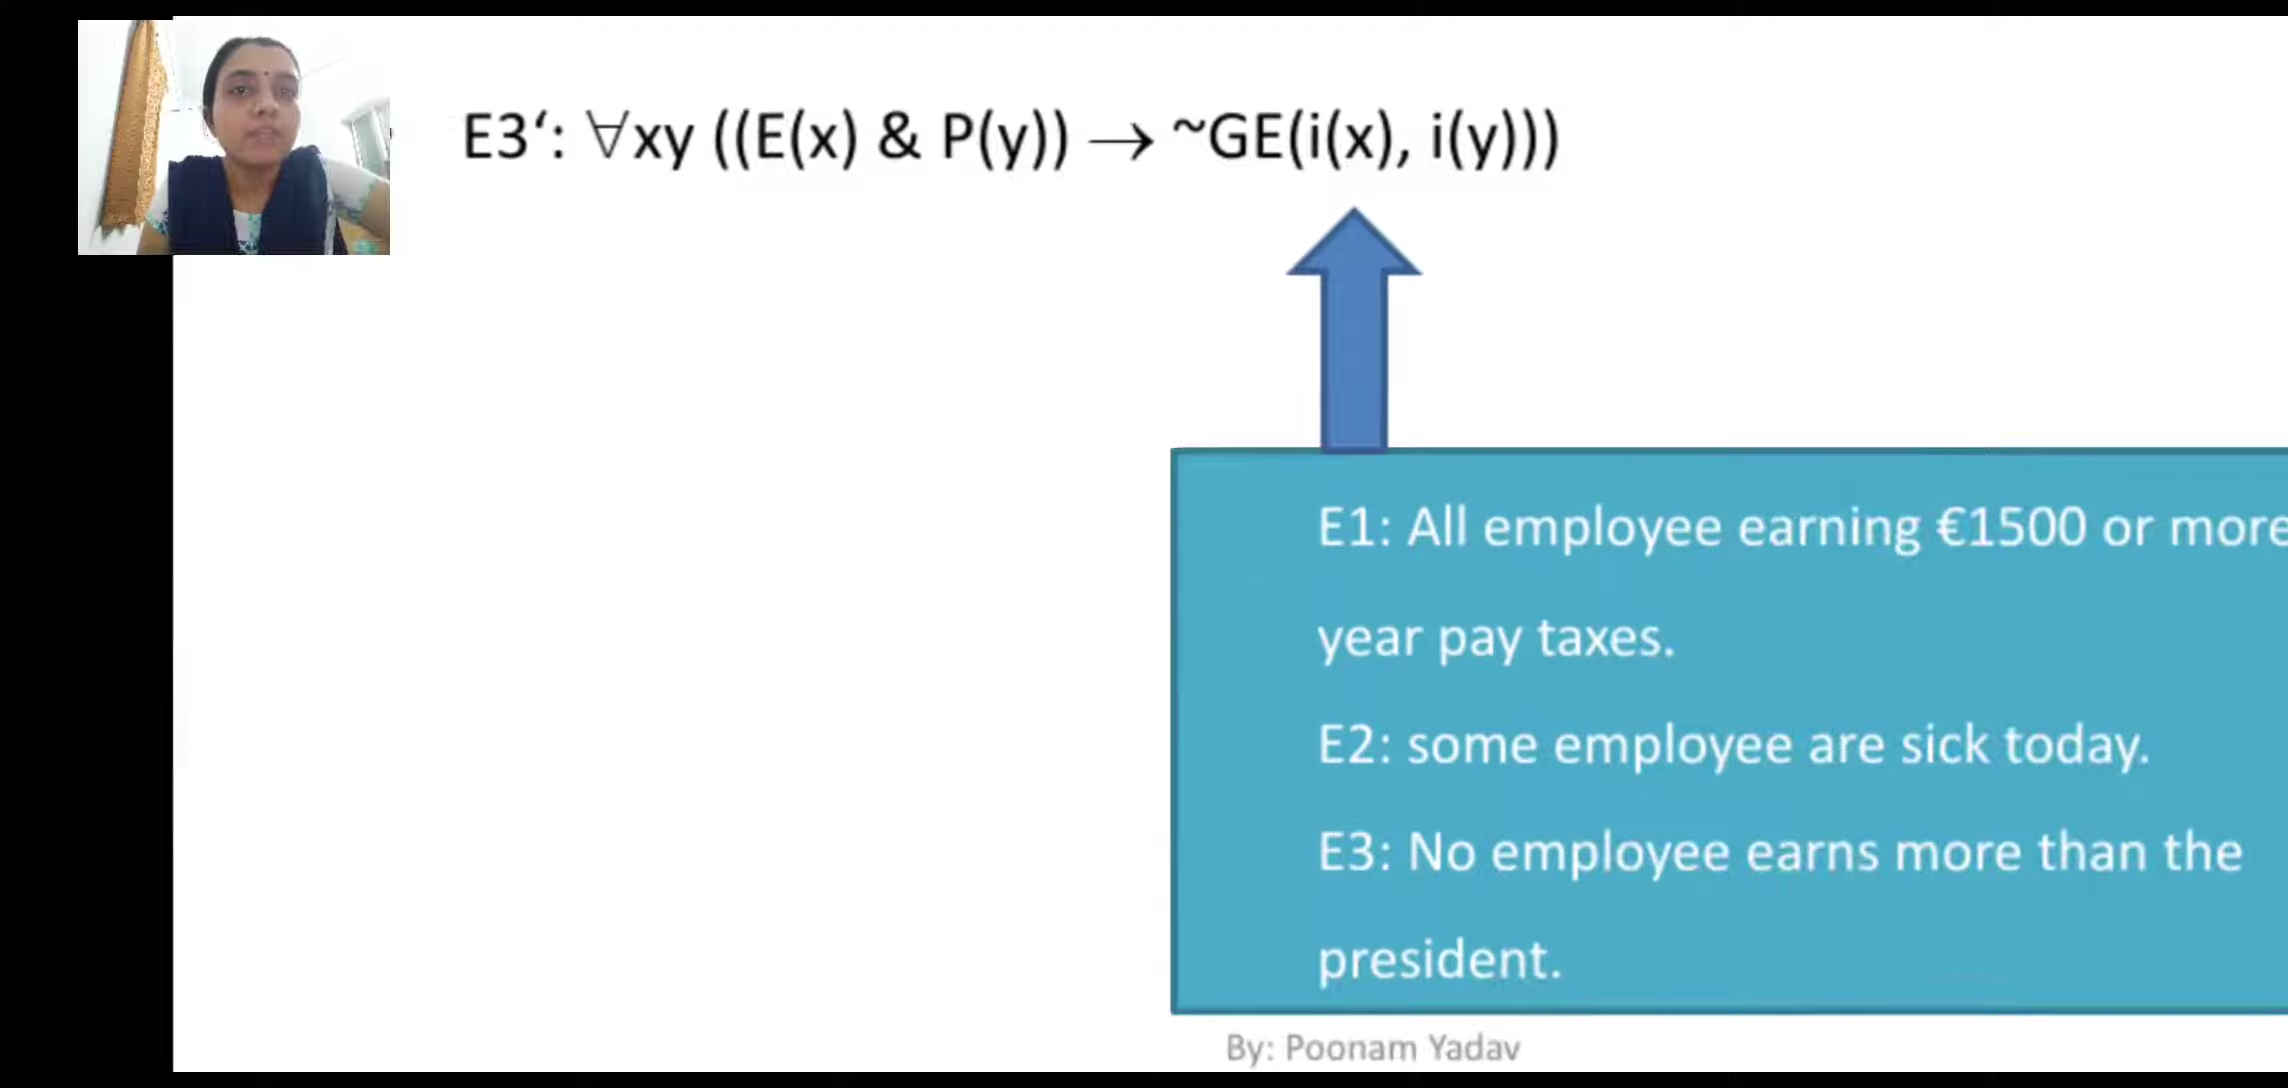 E3‘: ∀xy ((E(x) & P(y)) → ~GE(i(x), i(y)))
E1: All employee earning €1500 or more
year pay taxes.
E2: some employee are sick today.
E3: No employee earns more than the
president.
By: Poonam Yadav